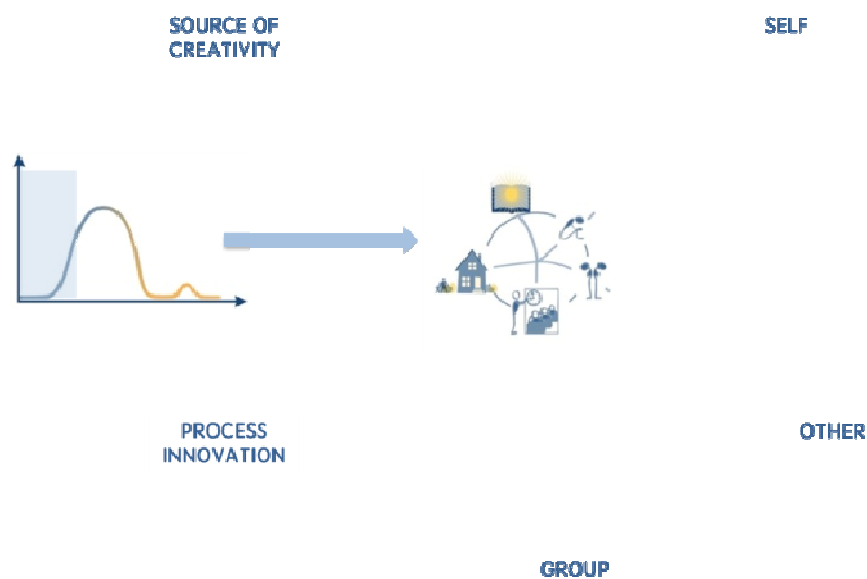 SOURCE OF
CREATIVITY
SELF
PROCESS
INNOVATION
OTHER
GROUP